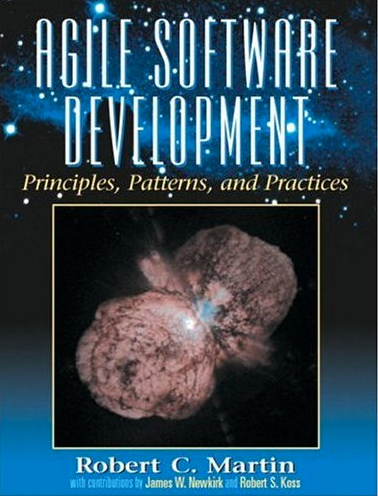 AGILE SOFTWARE
DEVELOPMENT
Principles, Patterns, and Practices
Robert C. Martin
with contributions by James W. Newkirk and Robert S. Koss